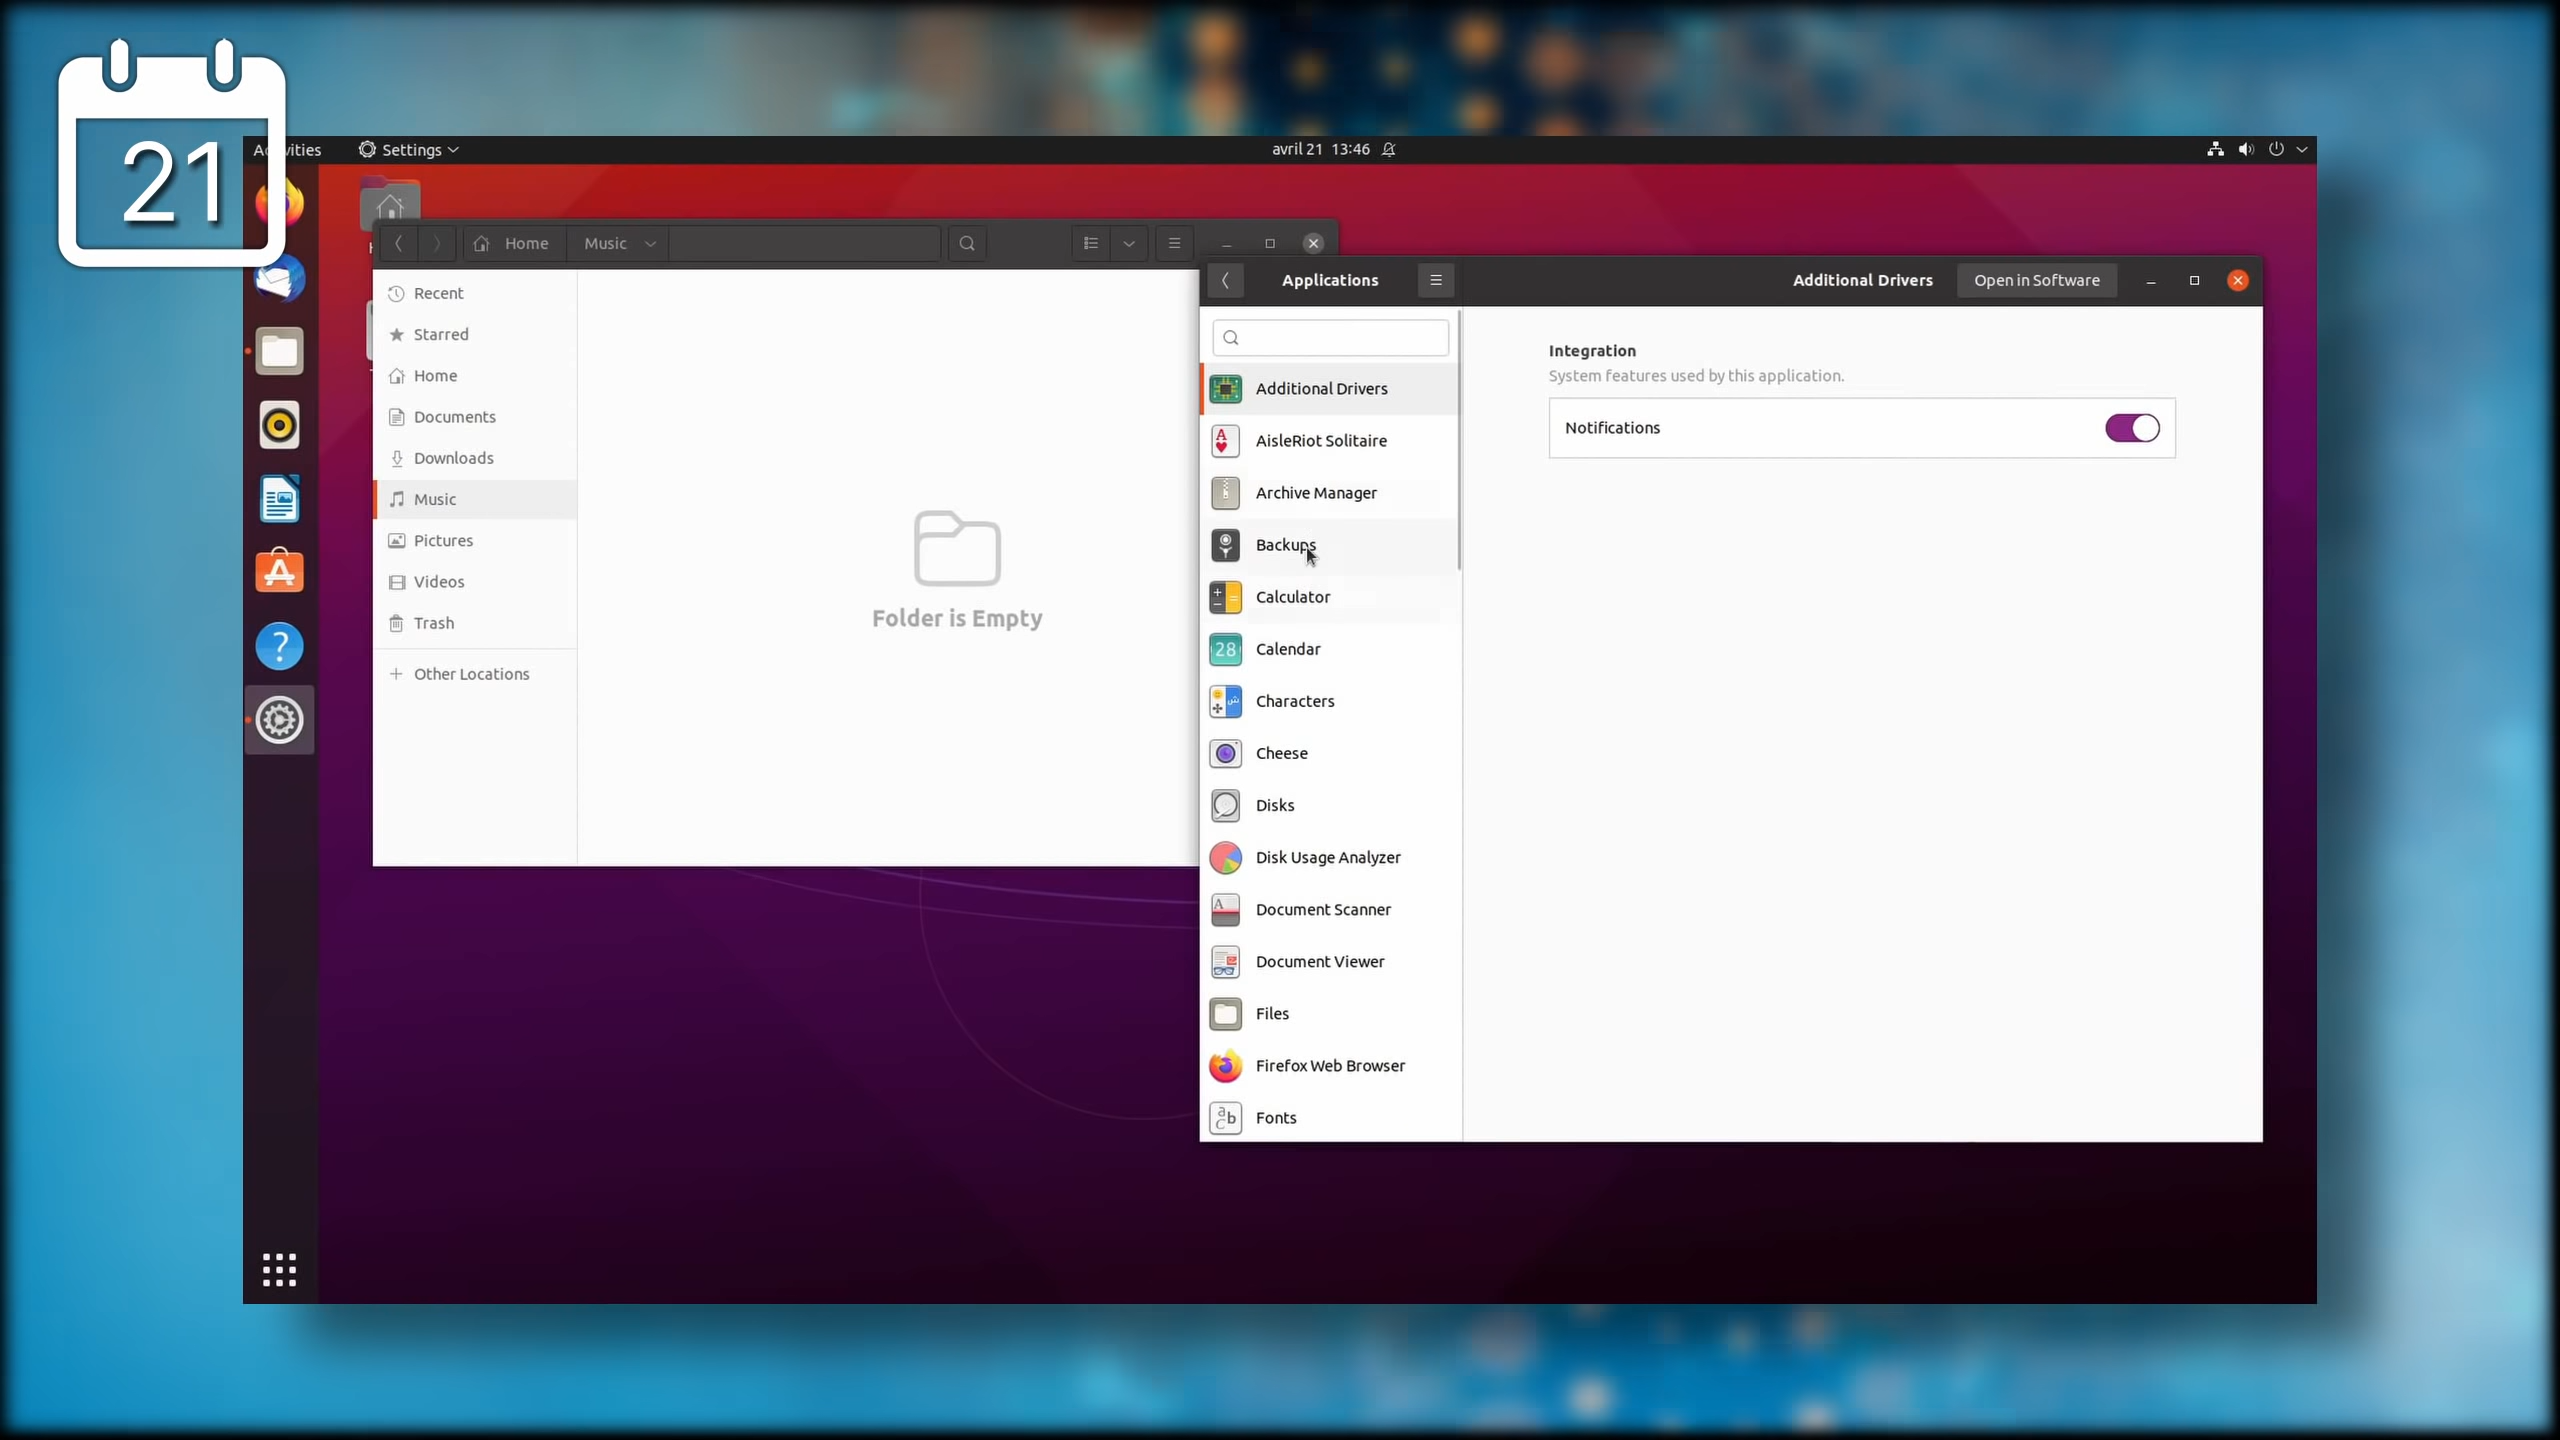 21
Activities
Settings
avril 21 13:46
Home
Music
Recent
Starred
Home
Documents
Downloads
Music
Pictures
Videos
Trash
Other Locations
Folder is Empty
Applications
Additional Drivers
Open in Software
Additional Drivers
AisleRiot Solitaire
Archive Manager
Backups
Calculator
28
Calendar
Characters
Cheese
Disks
Disk Usage Analyzer
Document Scanner
Document Viewer
Files
Firefox Web Browser
Fonts
Integration
System features used by this application.
Notifications